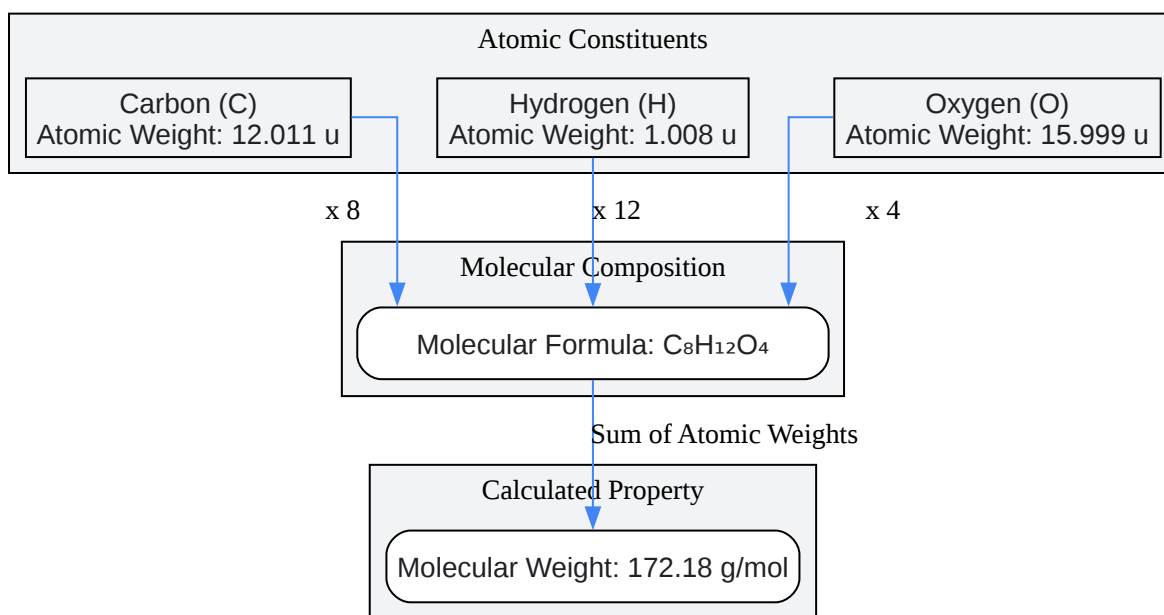 Atomic Constituents
Carbon (C)
Atomic Weight: 12.011 u
Hydrogen (H)
Atomic Weight: 1.008 u
Oxygen (O)
Atomic Weight: 15.999 u
x 8
x 12
x 4
Molecular Composition
Molecular Formula: C₈H₁₂O₄
Sum of Atomic Weights
Calculated Property
Molecular Weight: 172.18 g/mol